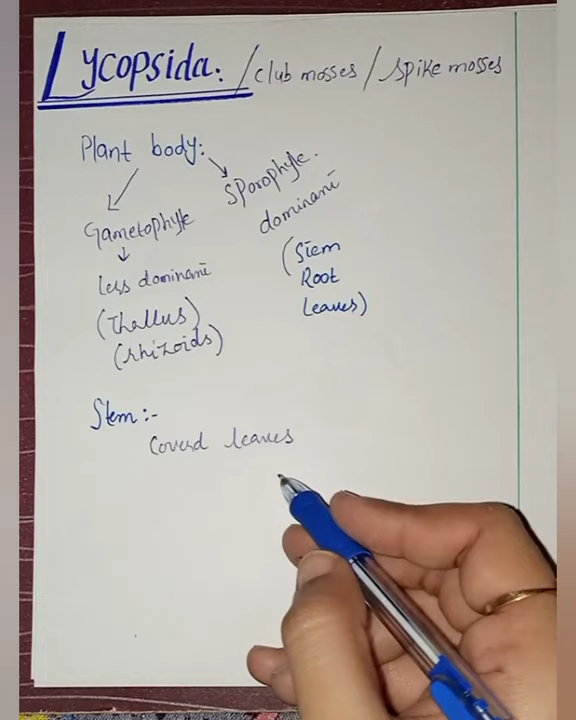 Lycopsida: / club mosses / spike mosses
Plant body:
Gametophyte
Less dominant
(Thallus)
(rhizoids)
Sporophyte.
dominant
(Stem
Root
leaves)
Stem:-
Coverd leaves